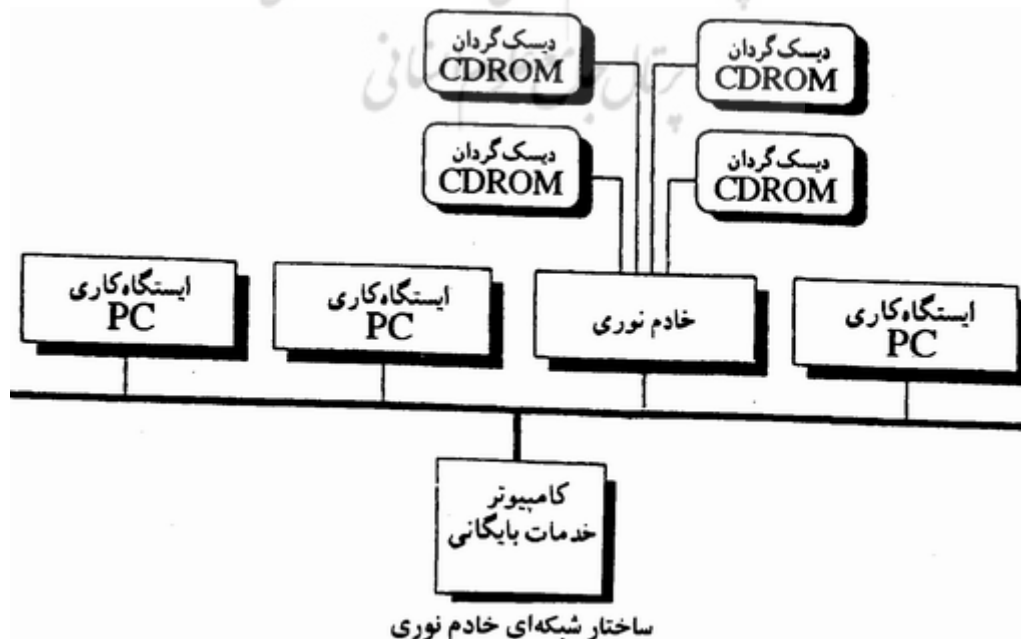 دیسک‌گردان
CDROM
دیسک‌گردان
CDROM
دیسک‌گردان
CDROM
دیسک‌گردان
CDROM
ایستگاه‌کاری
PC
ایستگاه‌کاری
PC
خادم نوری
ایستگاه‌کاری
PC
کامپیوتر
خدمات بایگانی
ساختار شبکه‌ای خادم نوری